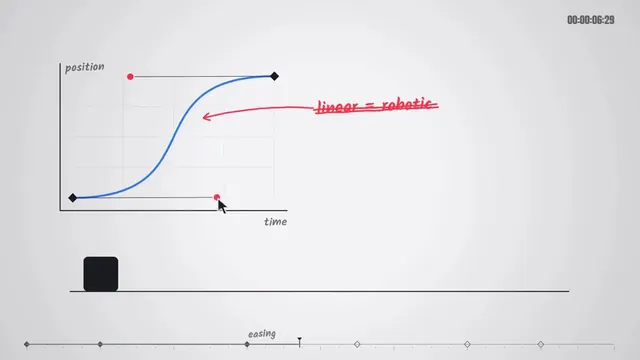 00:00:06:29
position
linear = robotic
time
easing